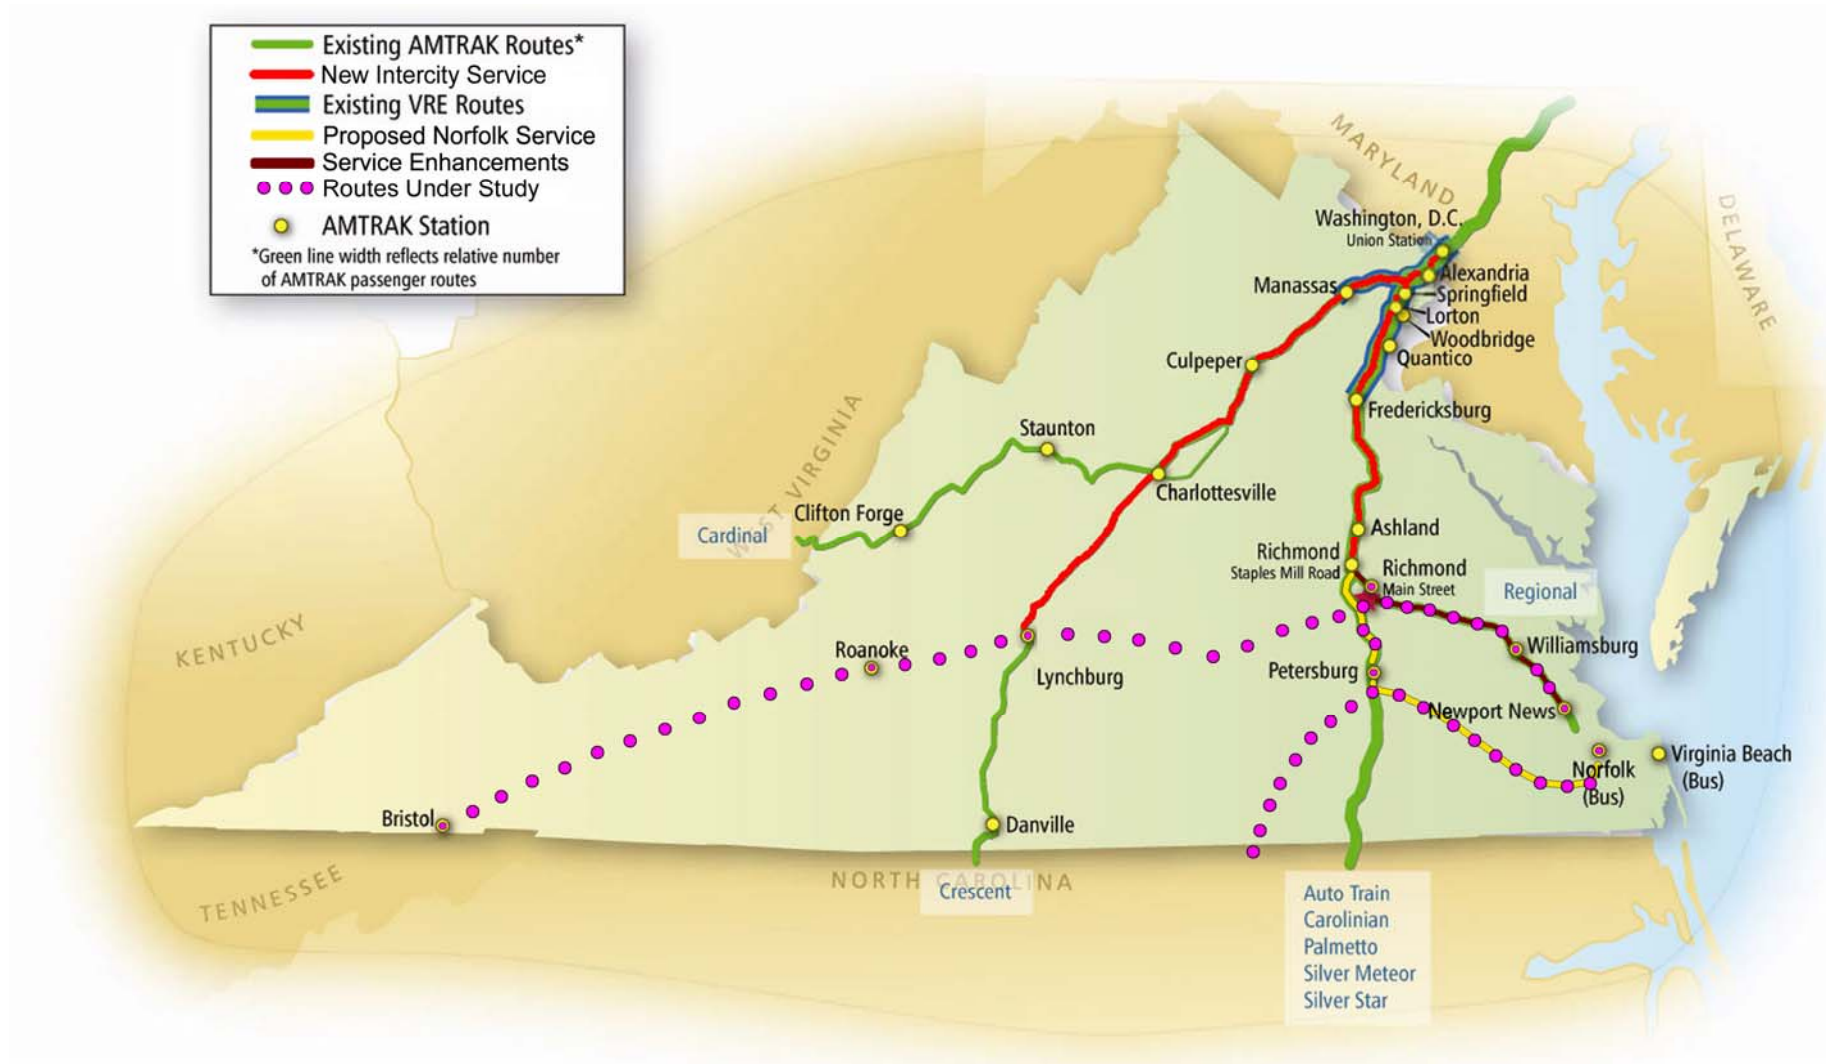 Existing AMTRAK Routes*
New Intercity Service
Existing VRE Routes
Proposed Norfolk Service
Service Enhancements
Routes Under Study
AMTRAK Station
*Green line width reflects relative number
of AMTRAK passenger routes
MARYLAND
DELAWARE
Washington, D.C.
Union Station
Alexandria
Manassas
Springfield
Lorton
Woodbridge
Quantico
Culpeper
Fredericksburg
WEST VIRGINIA
Staunton
Charlottesville
Clifton Forge
Cardinal
Ashland
Richmond
Staples Mill Road
Richmond
Main Street
Regional
KENTUCKY
Roanoke
Lynchburg
Williamsburg
Petersburg
Newport News
Norfolk
(Bus)
Virginia Beach
(Bus)
Bristol
Danville
TENNESSEE
NORTH CAROLINA
Crescent
Auto Train
Carolinian
Palmetto
Silver Meteor
Silver Star